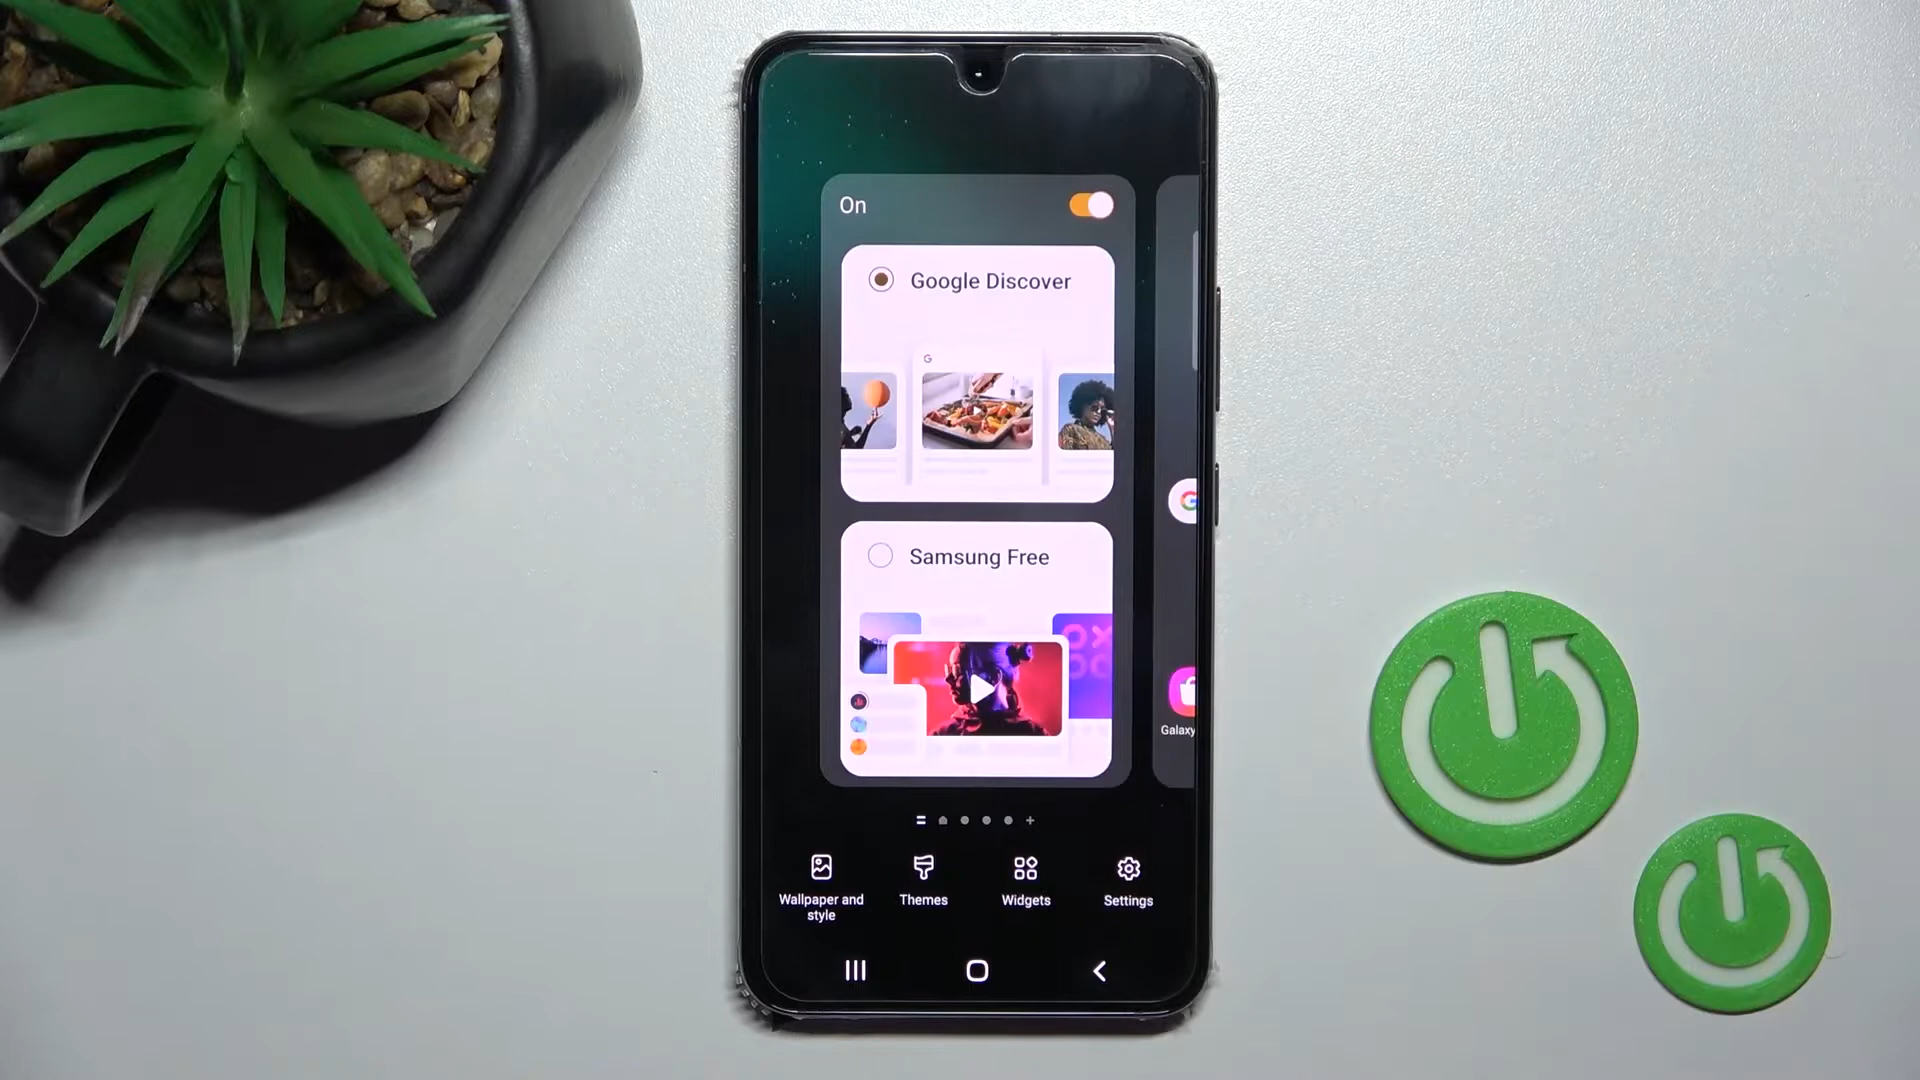 On
Google Discover
G
Samsung Free
G
Galaxy
Wallpaper and
style
Themes
Widgets
Settings